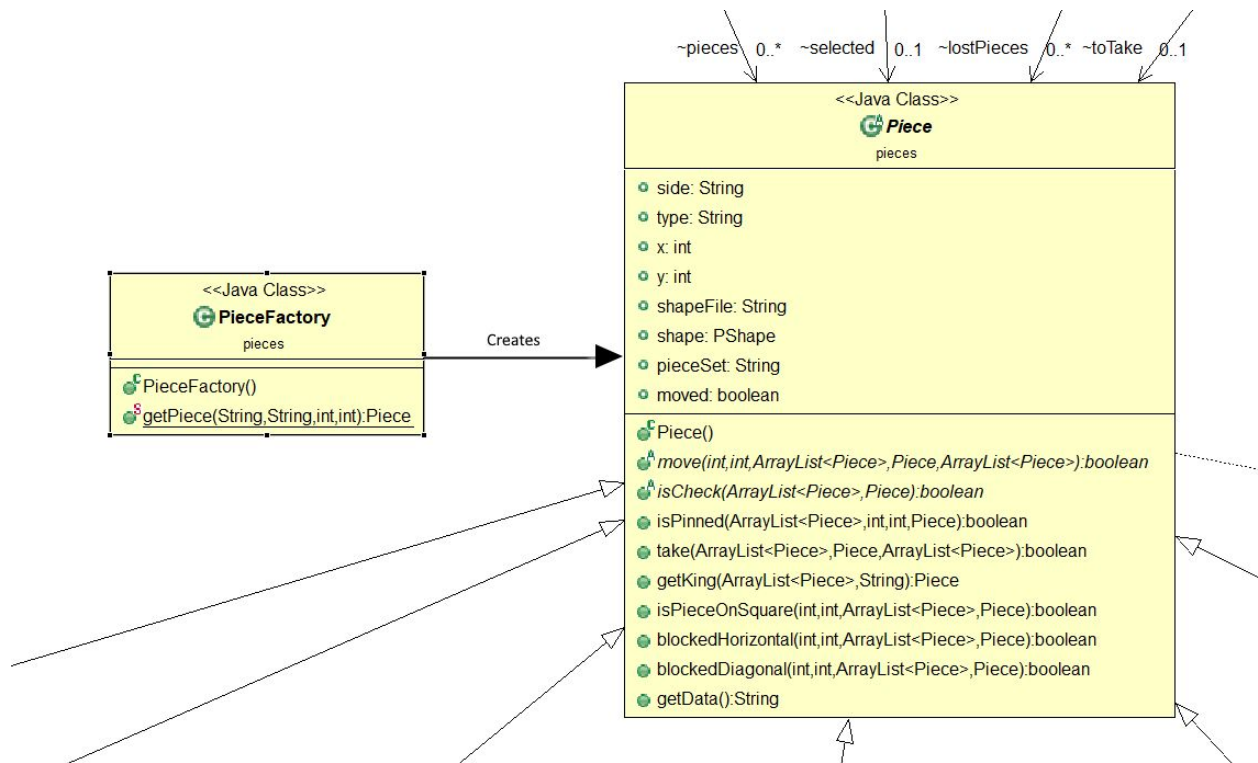 ~pieces 0..* ~selected 0..1 ~lostPieces 0..* ~toTake 0..1
<<Java Class>>
Piece
pieces
side: String
type: String
x: int
y: int
shapeFile: String
shape: PShape
pieceSet: String
moved: boolean
Piece()
move(int,int,ArrayList<Piece>,Piece,ArrayList<Piece>):boolean
isCheck(ArrayList<Piece>,Piece):boolean
isPinned(ArrayList<Piece>,int,int,Piece):boolean
take(ArrayList<Piece>,Piece,ArrayList<Piece>):boolean
getKing(ArrayList<Piece>,String):Piece
isPieceOnSquare(int,int,ArrayList<Piece>,Piece):boolean
blockedHorizontal(int,int,ArrayList<Piece>,Piece):boolean
blockedDiagonal(int,int,ArrayList<Piece>,Piece):boolean
getData():String
<<Java Class>>
PieceFactory
pieces
PieceFactory()
getPiece(String,String,int,int):Piece
Creates